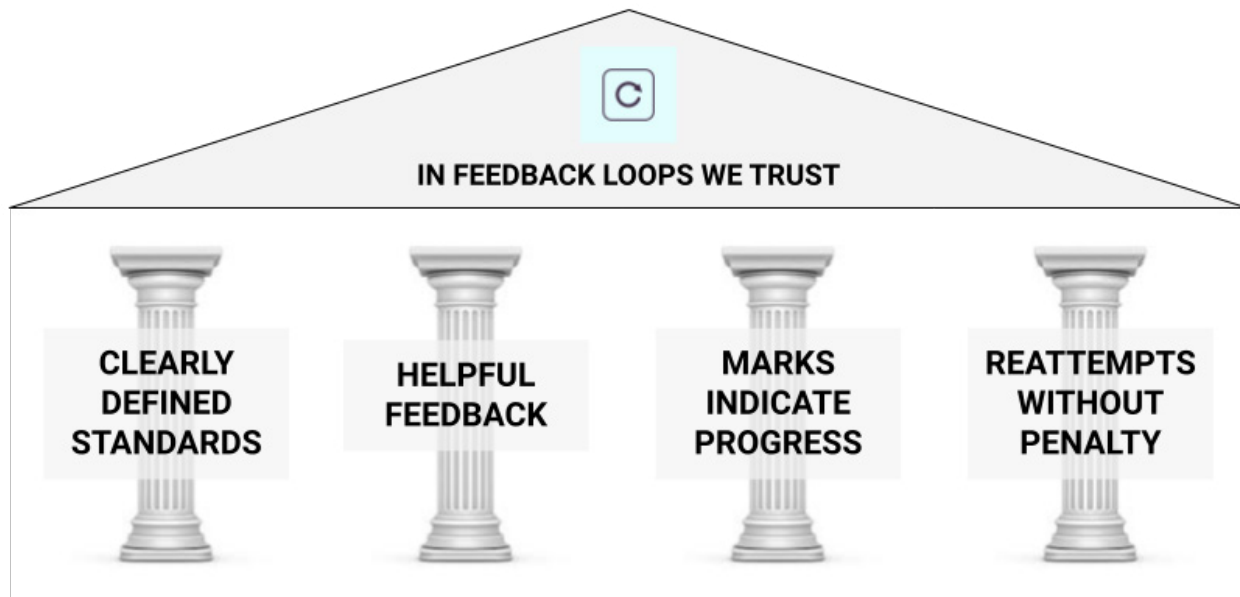 IN FEEDBACK LOOPS WE TRUST
CLEARLY
DEFINED
STANDARDS
HELPFUL
FEEDBACK
MARKS
INDICATE
PROGRESS
REATTEMPTS
WITHOUT
PENALTY